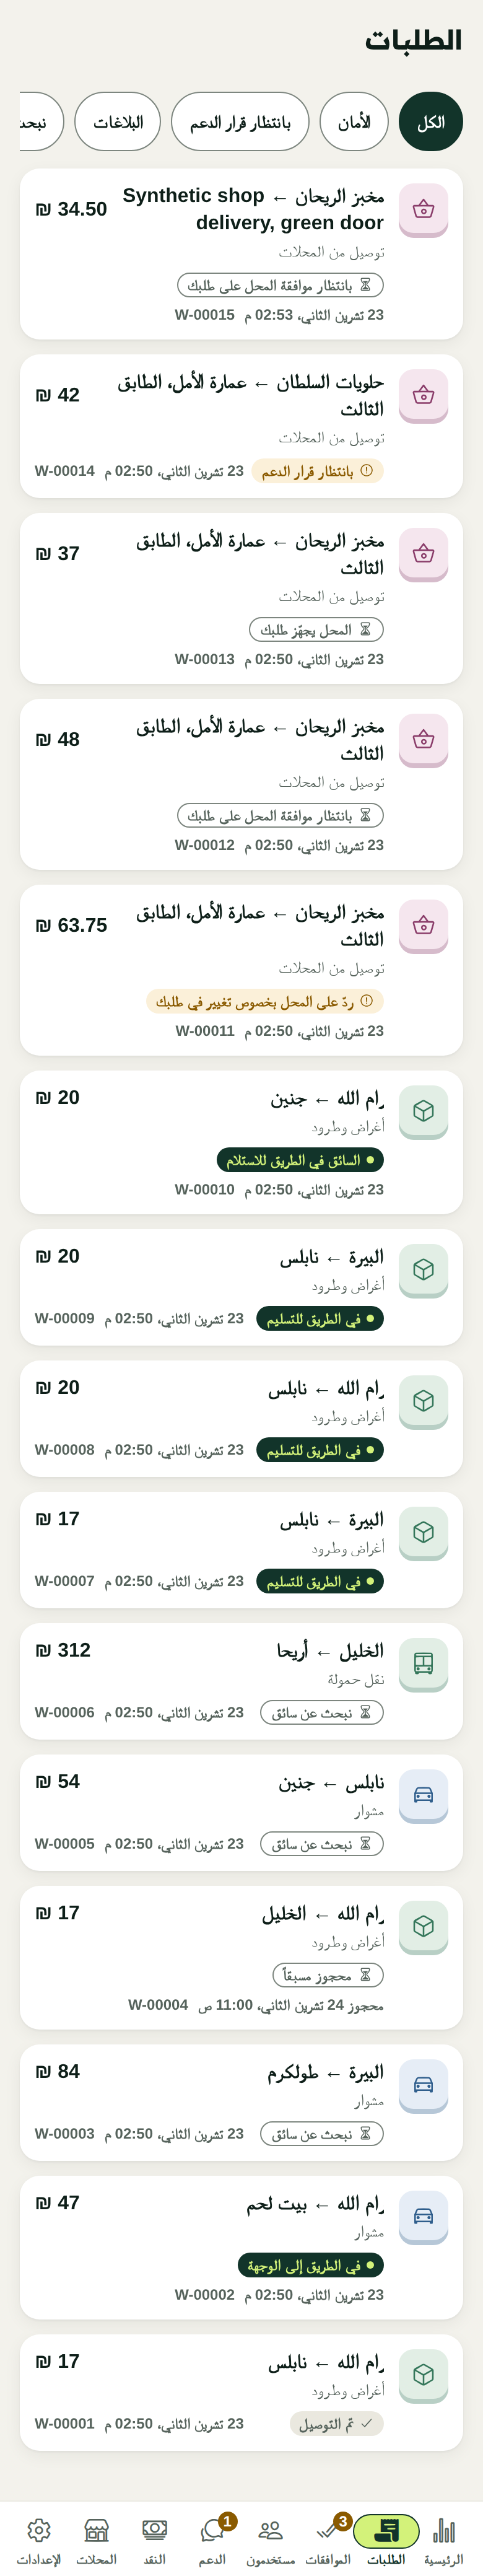 الطلبات
الكل
الأمان
بانتظار قرار الدعم
البلاغات
نبحث
مخبز الريحان ← Synthetic shop
delivery, green door
₪ 34.50
توصيل من المحلات
بانتظار موافقة المحل على طلبك
23 تشرين الثاني، 02:53 م W-00015
حلويات السلطان ← عمارة الأمل، الطابق
الثالث
₪ 42
توصيل من المحلات
بانتظار قرار الدعم 23 تشرين الثاني، 02:50 م W-00014
مخبز الريحان ← عمارة الأمل، الطابق
الثالث
₪ 37
توصيل من المحلات
المحل يجهّز طلبك
23 تشرين الثاني، 02:50 م W-00013
مخبز الريحان ← عمارة الأمل، الطابق
الثالث
₪ 48
توصيل من المحلات
بانتظار موافقة المحل على طلبك
23 تشرين الثاني، 02:50 م W-00012
مخبز الريحان ← عمارة الأمل، الطابق
الثالث
₪ 63.75
توصيل من المحلات
ردّ على المحل بخصوص تغيير في طلبك
23 تشرين الثاني، 02:50 م W-00011
رام الله ← جنين ₪ 20
أغراض وطرود
السائق في الطريق للاستلام
23 تشرين الثاني، 02:50 م W-00010
البيرة ← نابلس ₪ 20
أغراض وطرود
في الطريق للتسليم 23 تشرين الثاني، 02:50 م W-00009
رام الله ← نابلس ₪ 20
أغراض وطرود
في الطريق للتسليم 23 تشرين الثاني، 02:50 م W-00008
البيرة ← نابلس ₪ 17
أغراض وطرود
في الطريق للتسليم 23 تشرين الثاني، 02:50 م W-00007
الخليل ← أريحا ₪ 312
نقل حمولة
نبحث عن سائق 23 تشرين الثاني، 02:50 م W-00006
نابلس ← جنين ₪ 54
مشوار
نبحث عن سائق 23 تشرين الثاني، 02:50 م W-00005
رام الله ← الخليل ₪ 17
أغراض وطرود
محجوز مسبقاً
محجوز 24 تشرين الثاني، 11:00 ص W-00004
البيرة ← طولكرم ₪ 84
مشوار
نبحث عن سائق 23 تشرين الثاني، 02:50 م W-00003
رام الله ← بيت لحم ₪ 47
مشوار
في الطريق إلى الوجهة
23 تشرين الثاني، 02:50 م W-00002
رام الله ← نابلس ₪ 17
أغراض وطرود
تمّ التوصيل 23 تشرين الثاني، 02:50 م W-00001
3 1
الرئيسية الطلبات الموافقات مستخدمون الدعم النقد المحلات الإعدادات